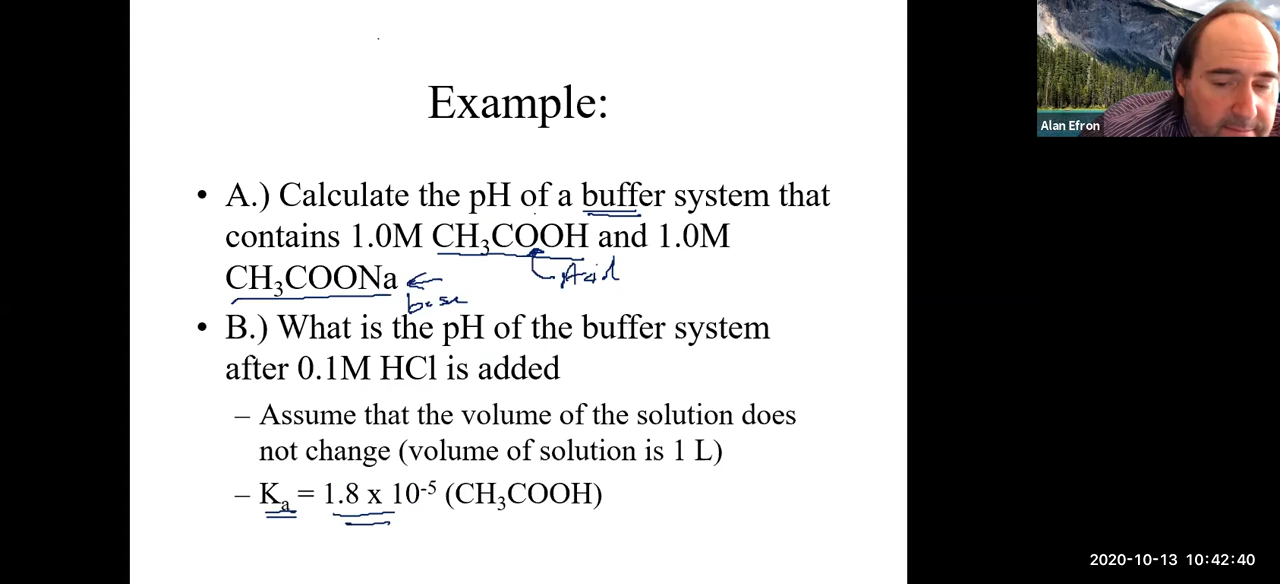 Example:
• A.) Calculate the pH of a buffer system that
contains 1.0M CH₃COOH and 1.0M
Acid
CH₃COONa
base
• B.) What is the pH of the buffer system
after 0.1M HCl is added
– Assume that the volume of the solution does
not change (volume of solution is 1 L)
– Kₐ = 1.8 x 10⁻⁵ (CH₃COOH)
Alan Efron
2020-10-13 10:42:40